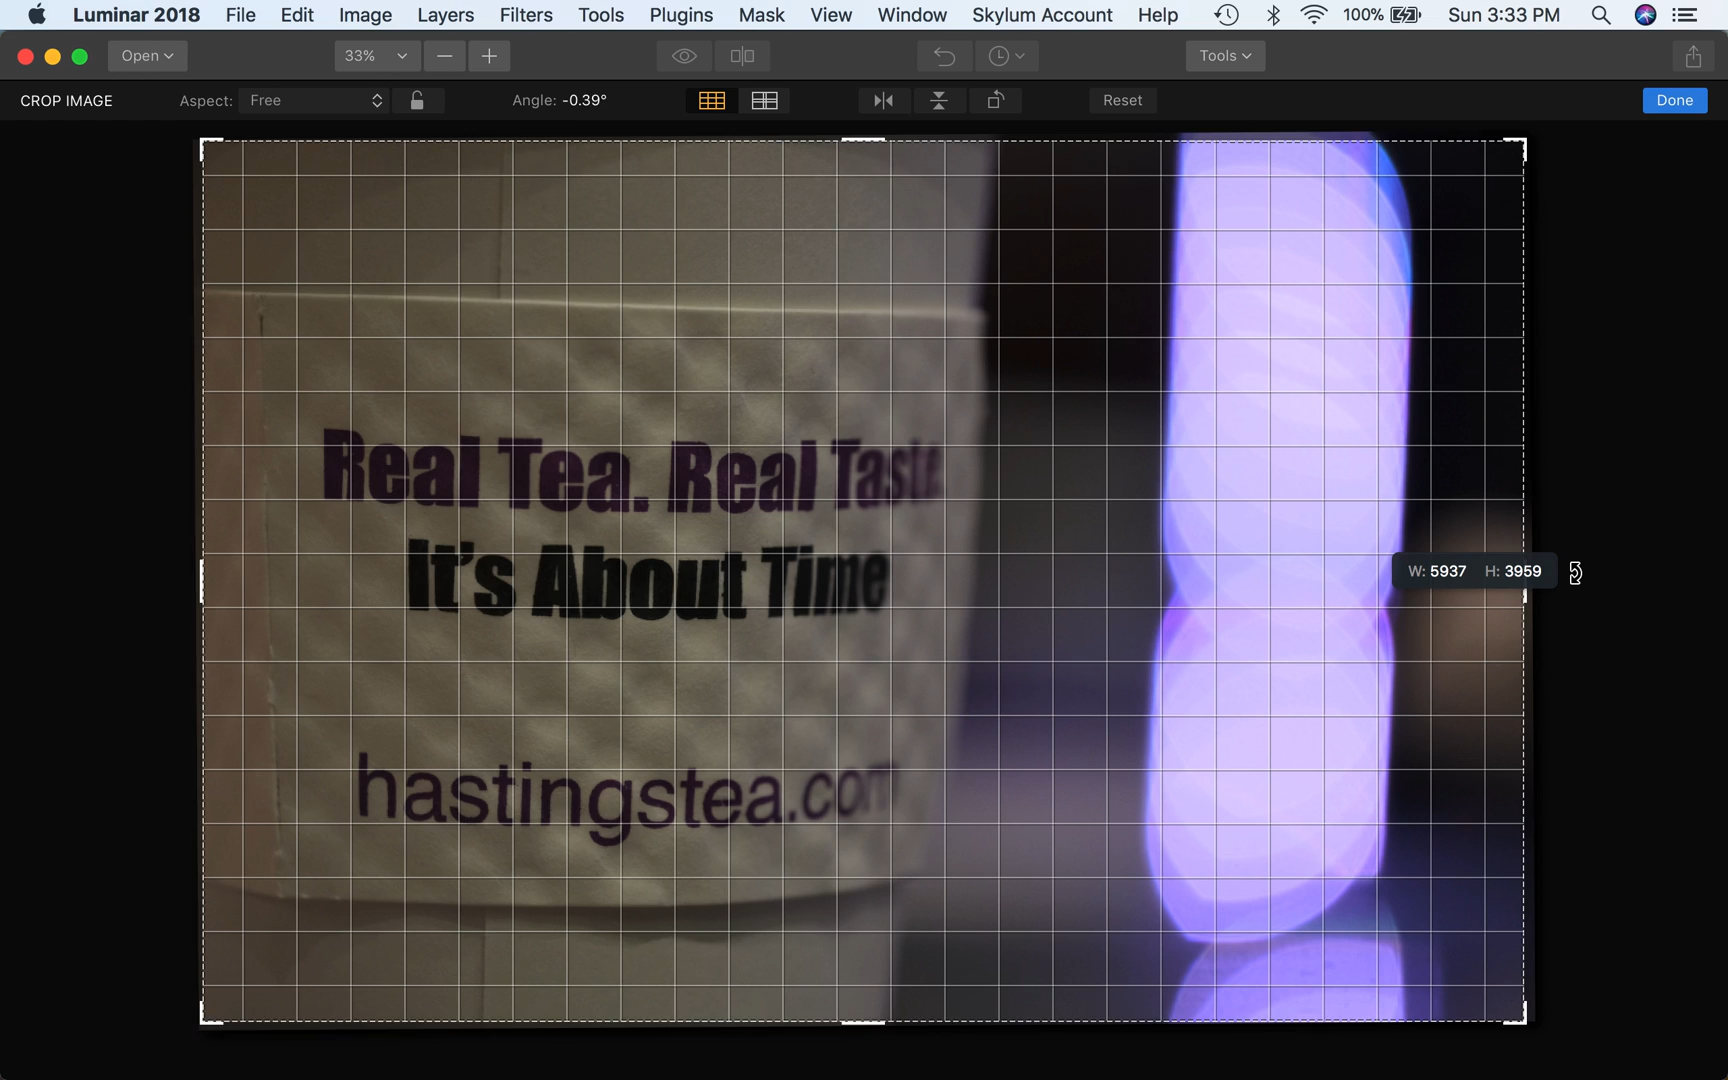 Luminar 2018 File Edit Image Layers Filters Tools Plugins Mask View Window Skylum Account Help 100% Sun 3:33 PM
Open 33% Tools
CROP IMAGE Aspect: Free Angle: -0.39° Reset Done
Real Tea. Real Taste
It's About Time
W: 5937 H: 3959
hastingstea.com